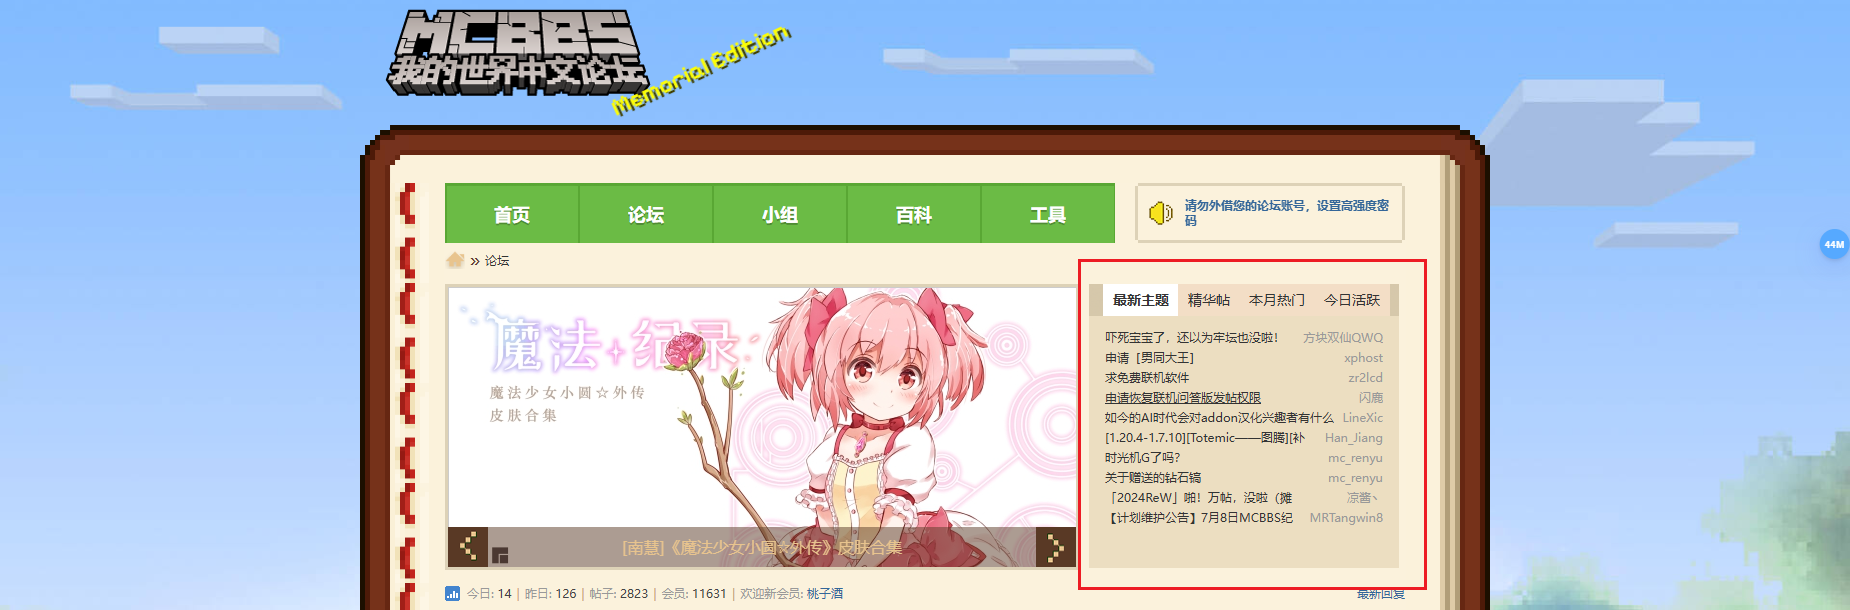 MCBBS
我的世界中文论坛
Memorial Edition
首页 论坛 小组 百科 工具
请勿外借您的论坛账号，设置高强度密
码
» 论坛
44M
魔法+纪录
魔法少女小圆☆外传
皮肤合集
[南慧]《魔法少女小圆☆外传》皮肤合集
最新主题 精华帖 本月热门 今日活跃
吓死宝宝了，还以为牢坛也没啦！ 方块双仙QWQ
申请［男同大王］ xphost
求免费联机软件 zr2lcd
申请恢复联机问答版发帖权限 闪鹿
如今的AI时代会对addon汉化兴趣者有什么 LineXic
[1.20.4-1.7.10][Totemic——图腾][补 Han_Jiang
时光机G了吗？ mc_renyu
关于赠送的钻石镐 mc_renyu
「2024ReW」啪！万帖，没啦（摊 凉酱丶
【计划维护公告】7月8日MCBBS纪 MRTangwin8
今日: 14 | 昨日: 126 | 帖子: 2823 | 会员: 11631 | 欢迎新会员: 桃子酒
最新回复